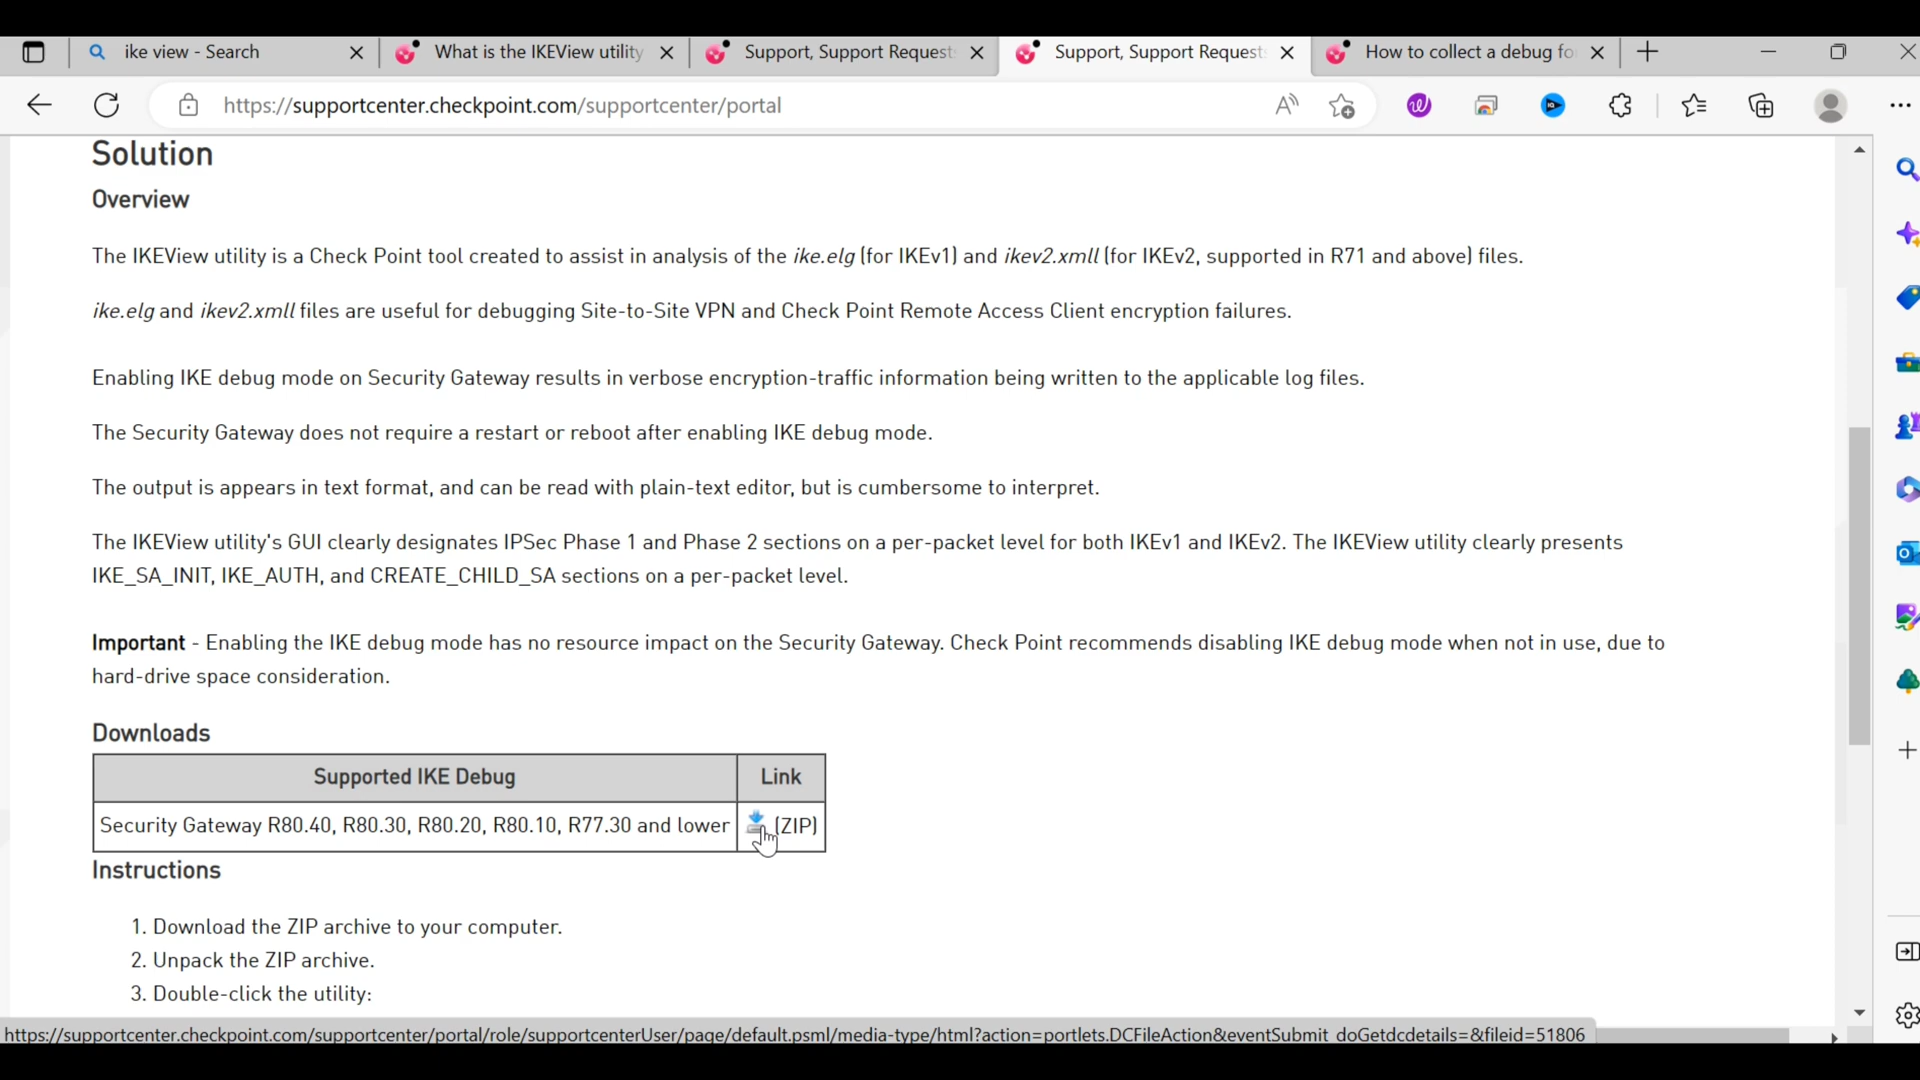 ike view - Search
What is the IKEView utility
Support, Support Request
Support, Support Request
How to collect a debug fo
https://supportcenter.checkpoint.com/supportcenter/portal
Solution
Overview
The IKEView utility is a Check Point tool created to assist in analysis of the ike.elg (for IKEv1) and ikev2.xmll (for IKEv2, supported in R71 and above) files.
ike.elg and ikev2.xmll files are useful for debugging Site-to-Site VPN and Check Point Remote Access Client encryption failures.
Enabling IKE debug mode on Security Gateway results in verbose encryption-traffic information being written to the applicable log files.
The Security Gateway does not require a restart or reboot after enabling IKE debug mode.
The output is appears in text format, and can be read with plain-text editor, but is cumbersome to interpret.
The IKEView utility's GUI clearly designates IPSec Phase 1 and Phase 2 sections on a per-packet level for both IKEv1 and IKEv2. The IKEView utility clearly presents
IKE_SA_INIT, IKE_AUTH, and CREATE_CHILD_SA sections on a per-packet level.
Important - Enabling the IKE debug mode has no resource impact on the Security Gateway. Check Point recommends disabling IKE debug mode when not in use, due to
hard-drive space consideration.
Downloads
Supported IKE Debug Link
Security Gateway R80.40, R80.30, R80.20, R80.10, R77.30 and lower (ZIP)
Instructions
1. Download the ZIP archive to your computer.
2. Unpack the ZIP archive.
3. Double-click the utility:
https://supportcenter.checkpoint.com/supportcenter/portal/role/supportcenterUser/page/default.psml/media-type/html?action=portlets.DCFileAction&eventSubmit_doGetdcdetails=&fileid=51806